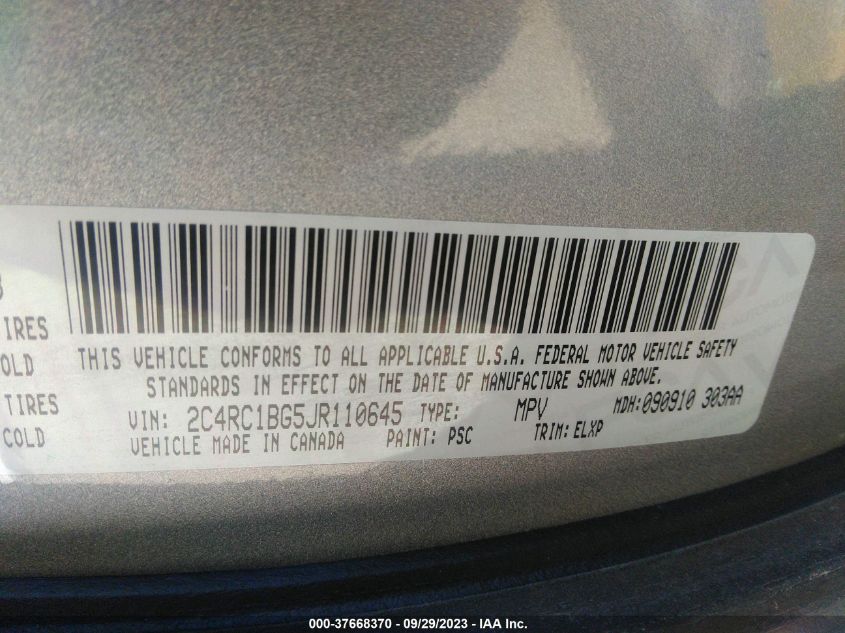 THIS VEHICLE CONFORMS TO ALL APPLICABLE U.S.A. FEDERAL MOTOR VEHICLE SAFETY
STANDARDS IN EFFECT ON THE DATE OF MANUFACTURE SHOWN ABOVE.
VIN: 2C4RC1BG5JR110645 TYPE: MPV MDH:090910 303AA
VEHICLE MADE IN CANADA PAINT: PSC TRIM: ELXP
TIRES
COLD
TIRES
COLD
000-37668370 - 09/29/2023 - IAA Inc.